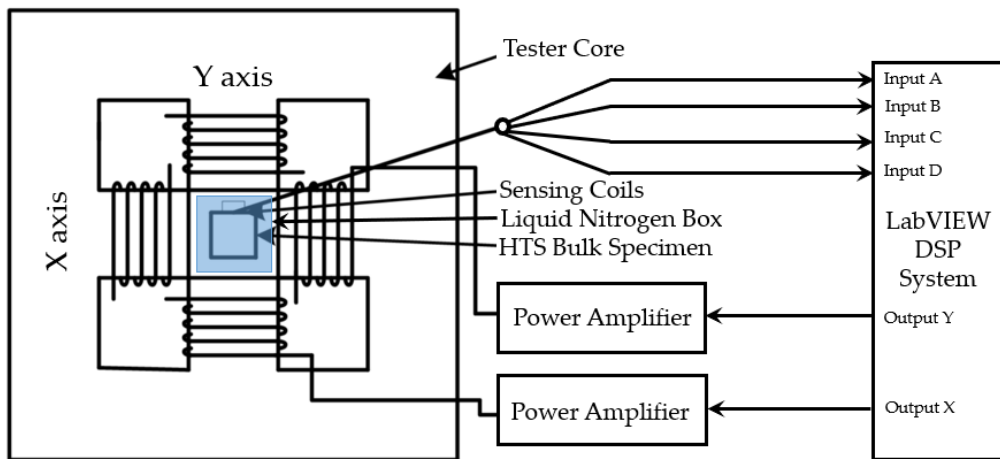 Tester Core
Y axis
X axis
Sensing Coils
Liquid Nitrogen Box
HTS Bulk Specimen
Power Amplifier
Power Amplifier
Input A
Input B
Input C
Input D
LabVIEW
DSP
System
Output Y
Output X